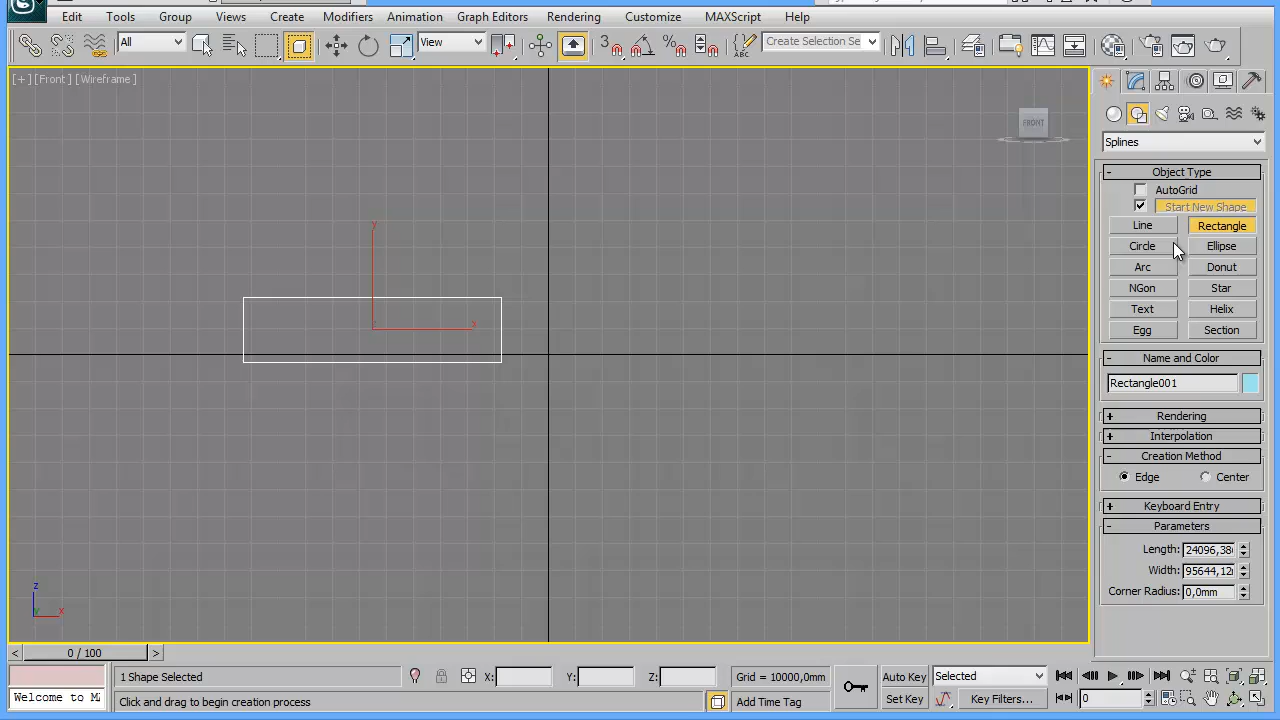 Edit Tools Group Views Create Modifiers Animation Graph Editors Rendering Customize MAXScript Help
All View 3 Create Selection Se
[+] [Front] [Wireframe]
FRONT
y
x
z
y x
Splines
- Object Type
AutoGrid
Start New Shape
Line Rectangle
Circle Ellipse
Arc Donut
NGon Star
Text Helix
Egg Section
- Name and Color
Rectangle001
+ Rendering
+ Interpolation
- Creation Method
Edge Center
+ Keyboard Entry
- Parameters
Length: 24096,38
Width: 95644,12
Corner Radius: 0,0mm
< 0 / 100 >
1 Shape Selected X: Y: Z: Grid = 10000,0mm Auto Key Selected
Welcome to M Click and drag to begin creation process Add Time Tag Set Key Key Filters... 0